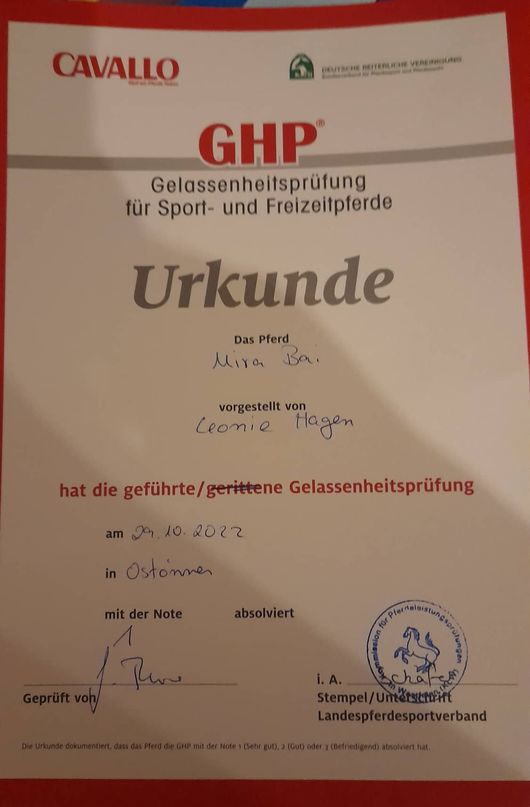 CAVALLO
DEUTSCHE REITERLICHE VEREINIGUNG
GHP®
Gelassenheitsprüfung
für Sport- und Freizeitpferde
Urkunde
Das Pferd
Mira Bai.
vorgestellt von
Leonie Hagen
hat die geführte/gerittene Gelassenheitsprüfung
am 29.10.2022
in Ostönnen
mit der Note absolviert
1
Kommission für Pferdeleistungsprüfungen
i. A.
Geprüft von
Stempel/Unterschrift
Landespferdesportverband
Die Urkunde dokumentiert, dass das Pferd die GHP mit der Note 1 (Sehr gut), 2 (Gut) oder 3 (Befriedigend) absolviert hat.